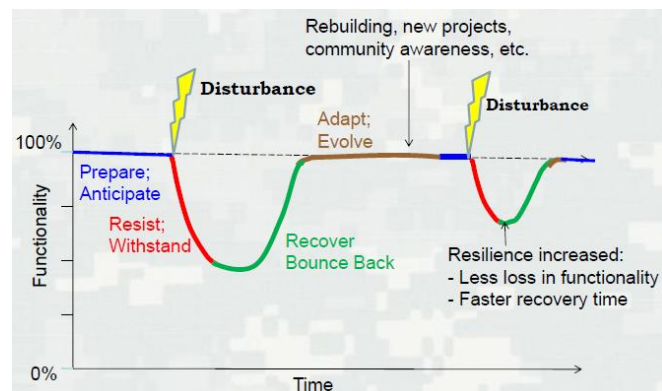 Rebuilding, new projects,
community awareness, etc.
Disturbance
Disturbance
100%
Adapt;
Evolve
Prepare;
Anticipate
Resist;
Withstand
Recover
Bounce Back
Resilience increased:
- Less loss in functionality
- Faster recovery time
Functionality
0%
Time